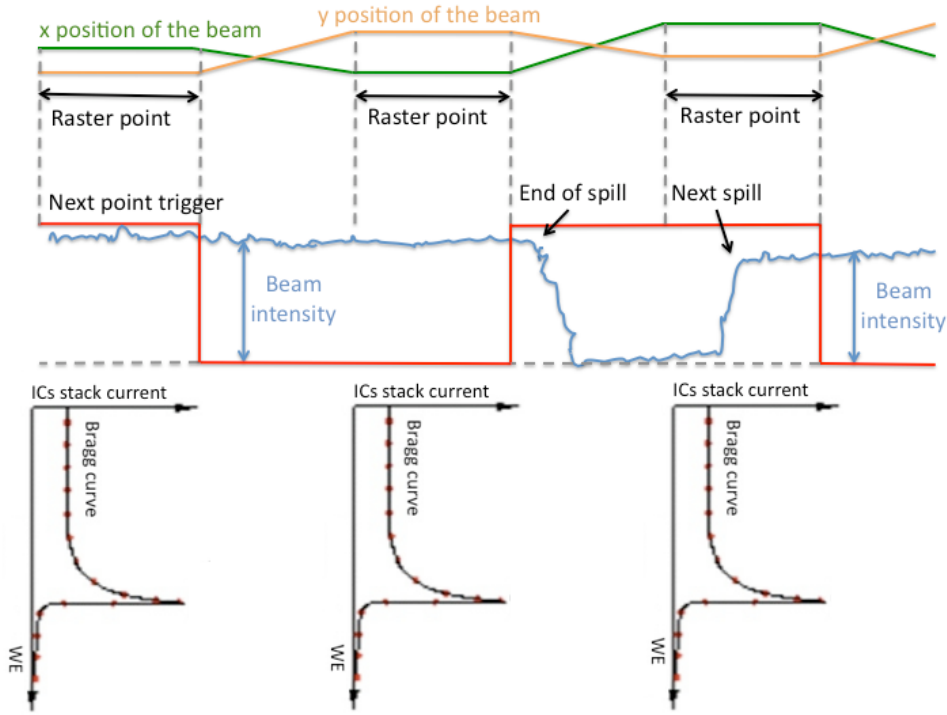 y position of the beam
x position of the beam
Raster point
Raster point
Raster point
Next point trigger
End of spill
Next spill
Beam
intensity
Beam
intensity
ICs stack current
ICs stack current
ICs stack current
Bragg curve
Bragg curve
Bragg curve
WE
WE
WE